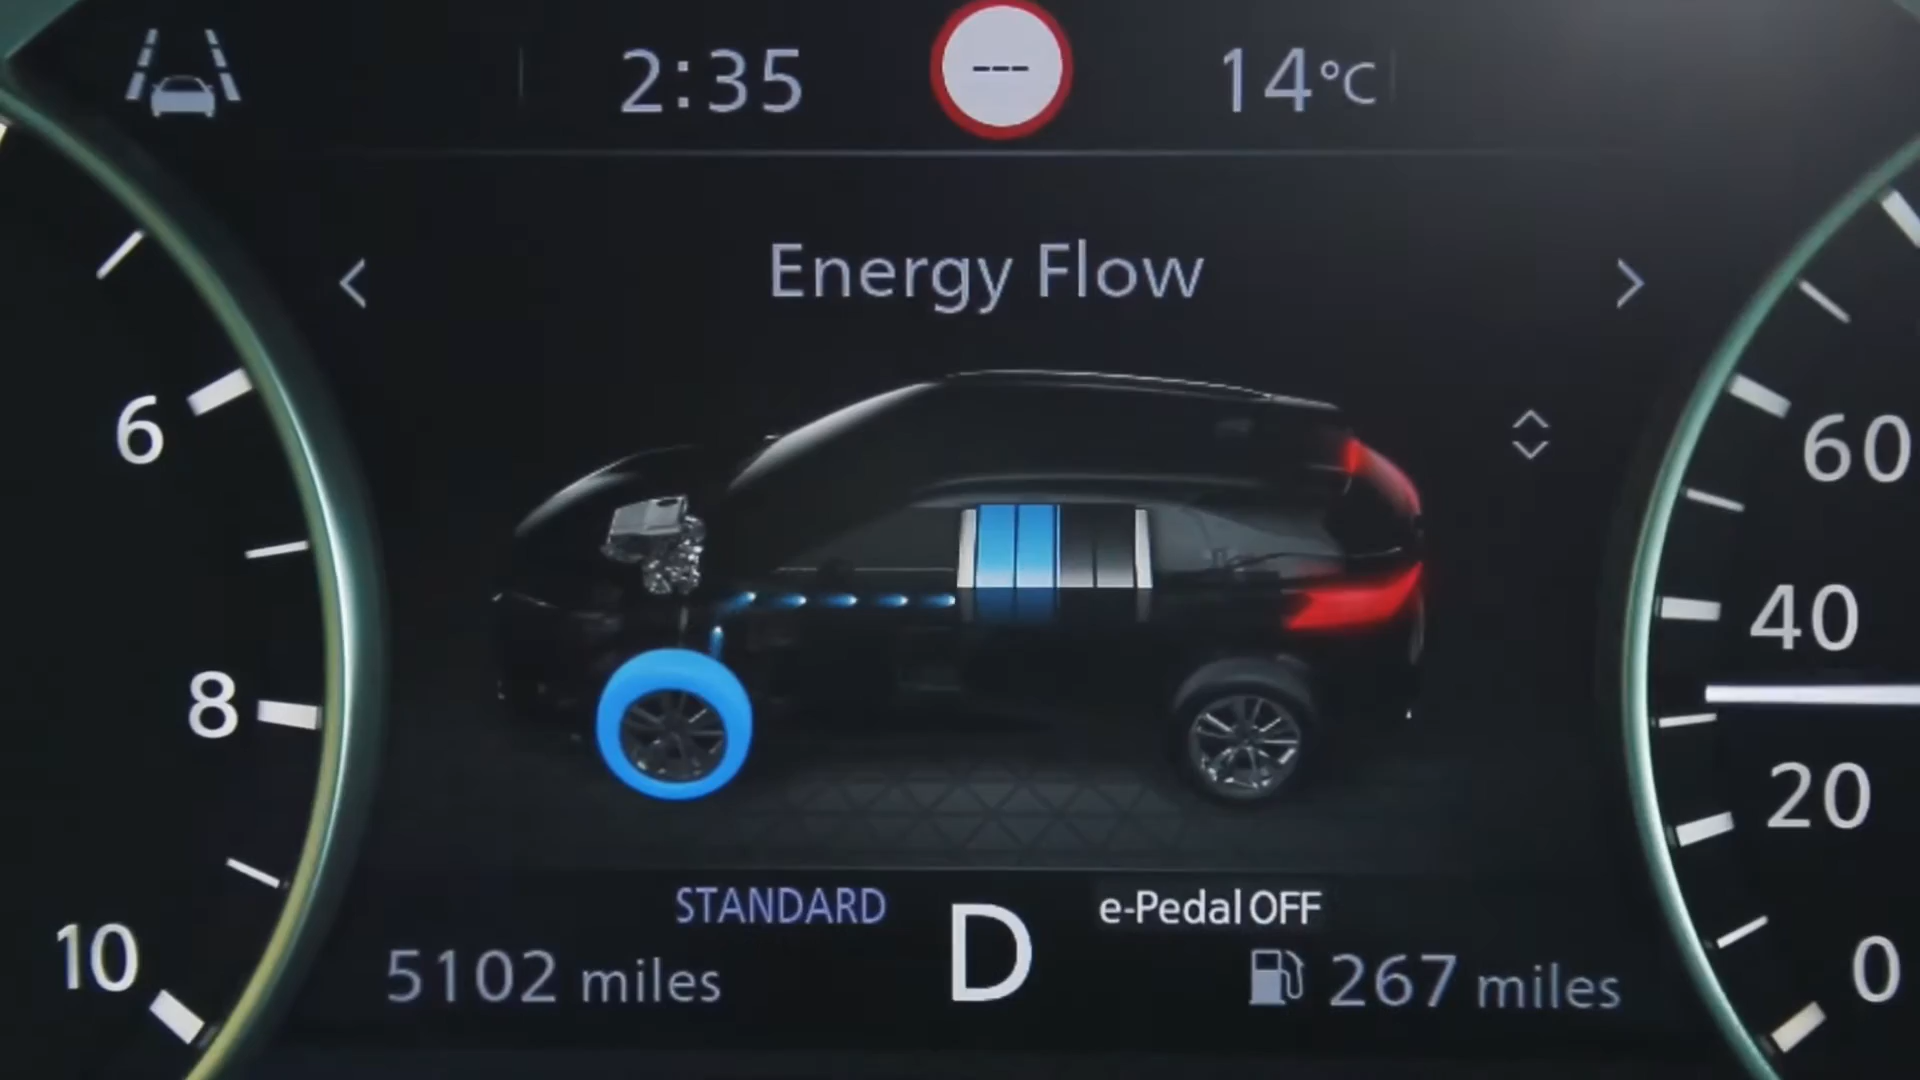 2:35
---
14°C
Energy Flow
6
8
10
60
40
20
0
STANDARD
D
e-Pedal OFF
5102 miles
267 miles